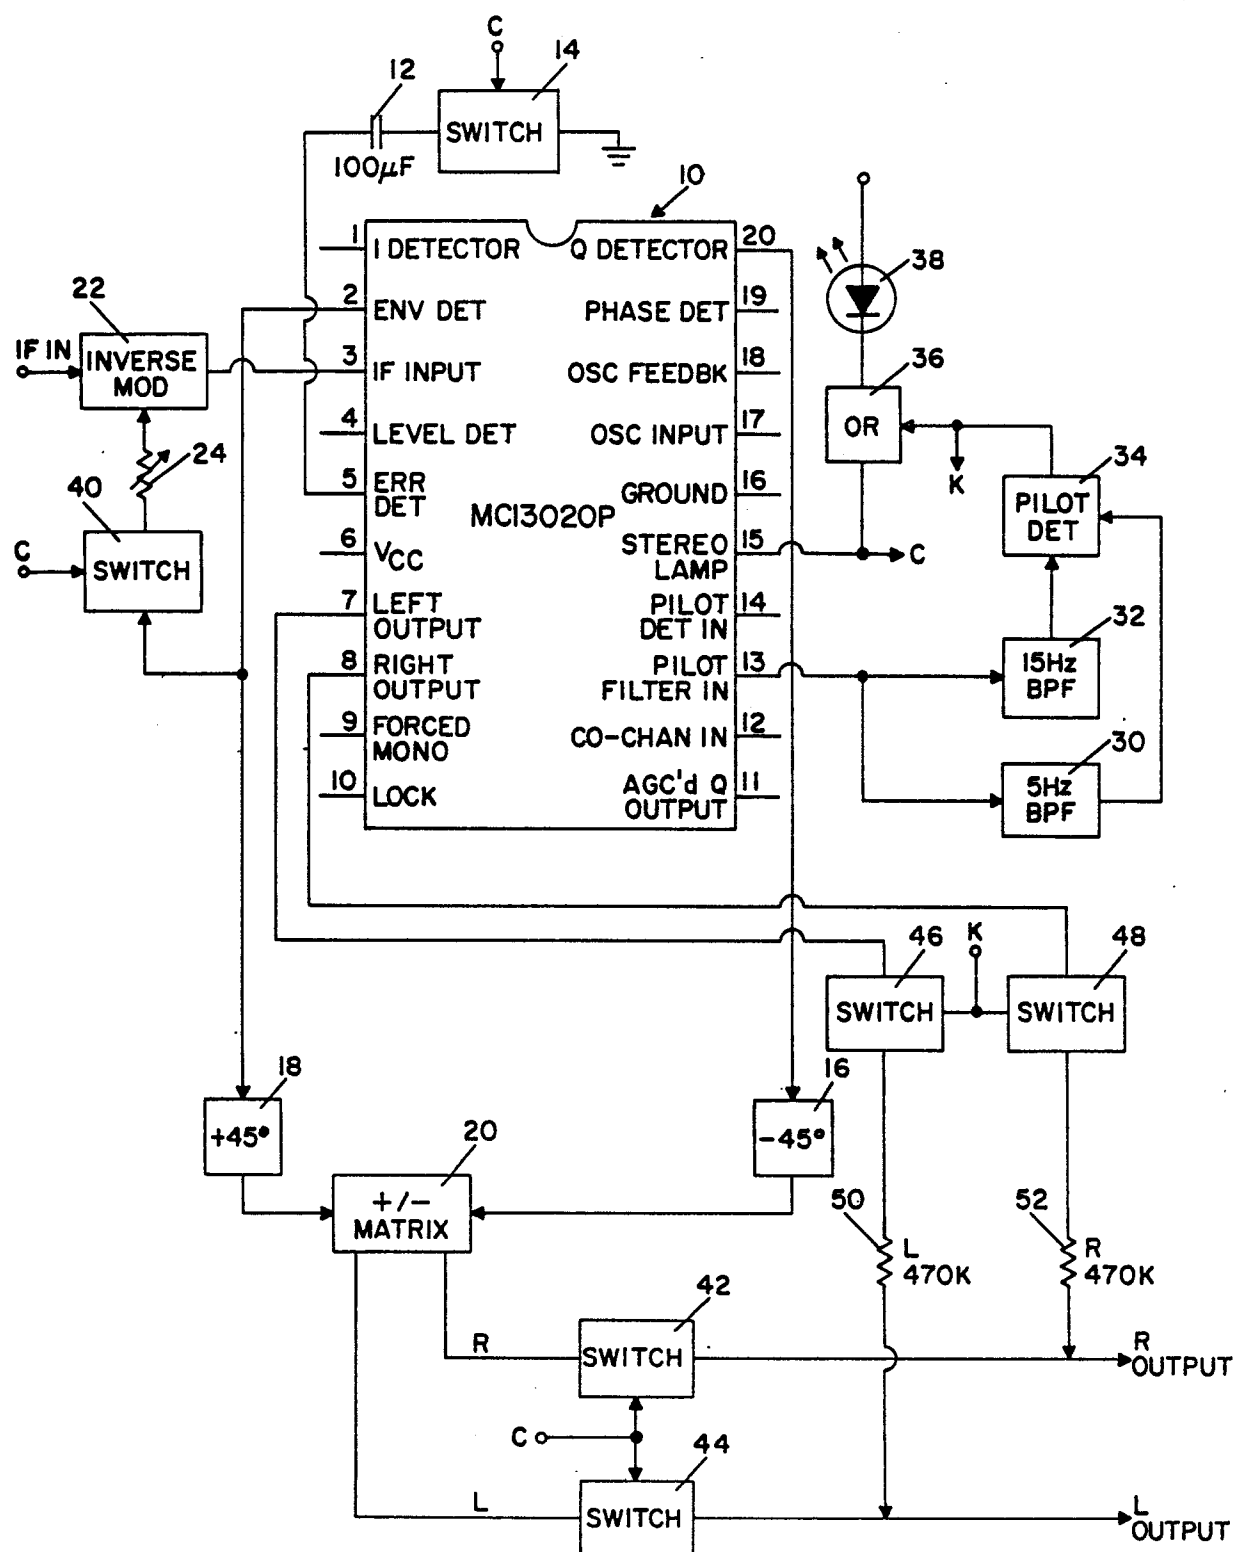 C
14
12
SWITCH
100µF
10
1
I DETECTOR
Q DETECTOR
20
38
22
2
ENV DET
PHASE DET
19
IF IN
INVERSE
MOD
3
IF INPUT
OSC FEEDBK
18
36
OR
4
LEVEL DET
OSC INPUT
17
24
34
40
5
ERR
DET
GROUND
16
K
PILOT
DET
MC13020P
C
SWITCH
6
VCC
STEREO
LAMP
15
C
7
LEFT
OUTPUT
PILOT
DET IN
14
32
8
RIGHT
OUTPUT
PILOT
FILTER IN
13
15Hz
BPF
9
FORCED
MONO
CO-CHAN IN
12
30
10
LOCK
AGC'd Q
OUTPUT
11
5Hz
BPF
46
K
48
SWITCH
SWITCH
18
16
+45°
-45°
20
+/-
MATRIX
50
52
L
470K
R
470K
42
R
SWITCH
R
OUTPUT
C
44
L
SWITCH
L
OUTPUT